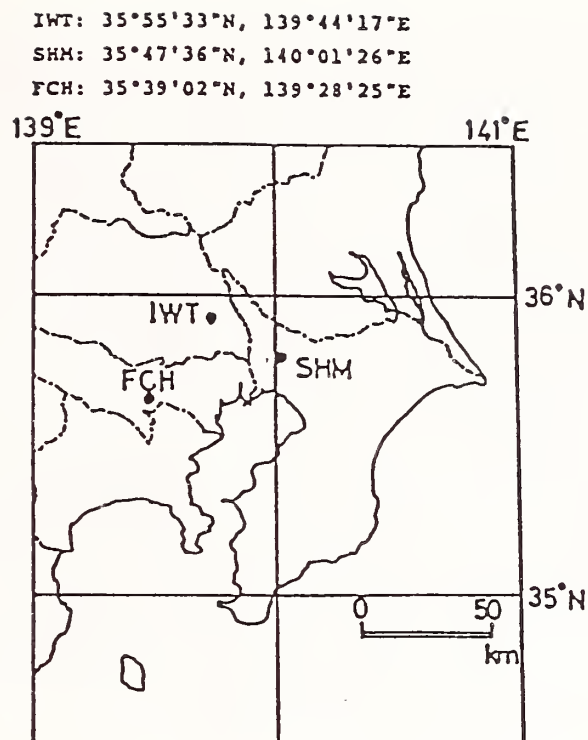 IWT: 35°55'33"N, 139°44'17"E
SHM: 35°47'36"N, 140°01'26"E
FCH: 35°39'02"N, 139°28'25"E
139°E 141°E
36°N
IWT
SHM
FCH
35°N
0 50
km